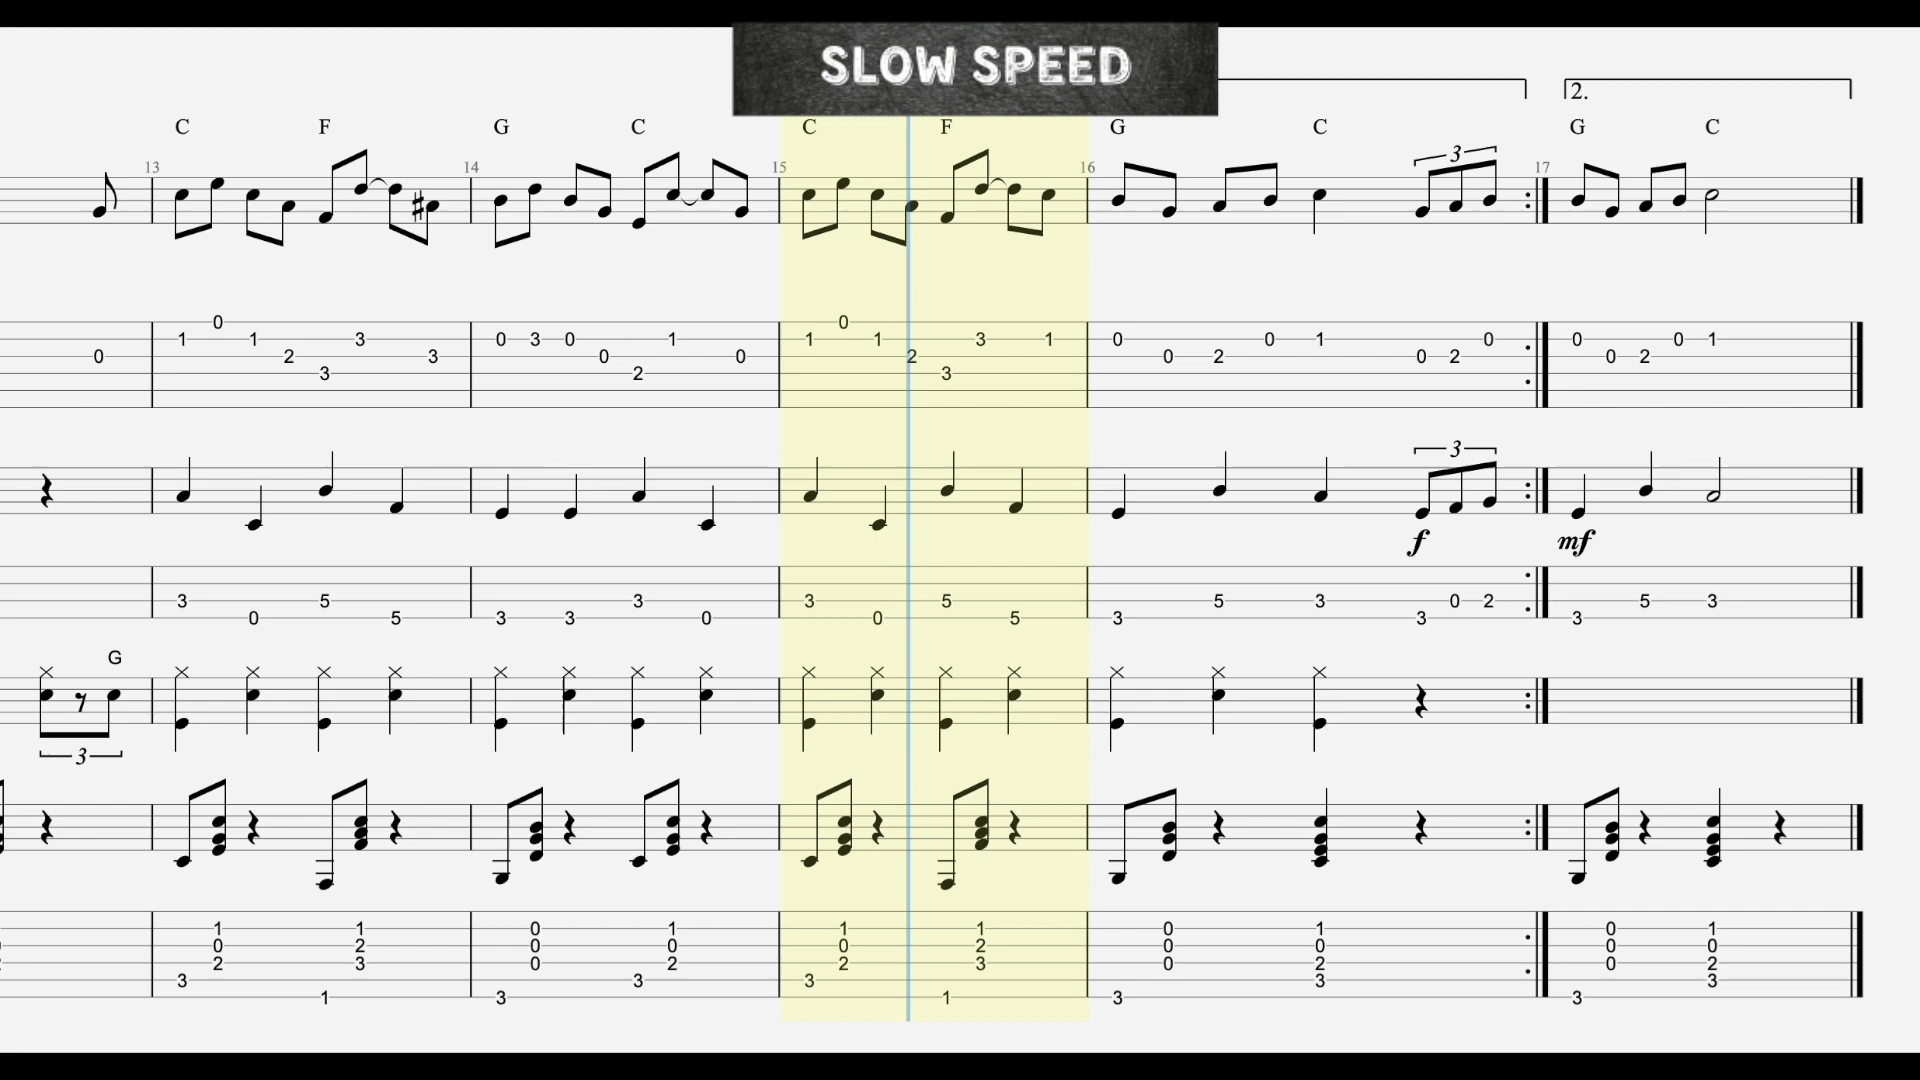 SLOW SPEED
2.
C F G C C F G C G C
13 14 15 16 3 17
0 1 0 1 2 3 3 3 0 3 0 0 2 1 0 1 0 1 2 3 3 1 0 0 2 0 1 0 2 0 0 0 2 0 1
3
f mf
3 0 5 5 3 3 3 0 3 0 5 5 3 5 3 3 0 2 3 5 3
G
3
1 1 0 1 1 1 0 1 0 1
0 2 0 0 0 2 0 0 0 0
2 3 0 2 2 3 0 2 0 2
3 3 3 3 3
1 3 1 3 3